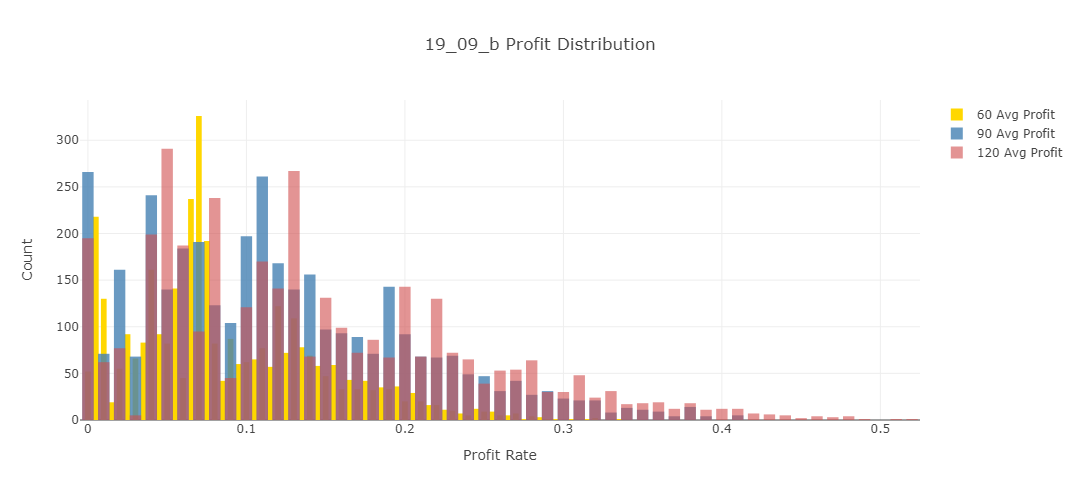 19_09_b Profit Distribution
60 Avg Profit
90 Avg Profit
120 Avg Profit
300
250
200
150
100
50
0
Count
0
0.1
0.2
0.3
0.4
0.5
Profit Rate